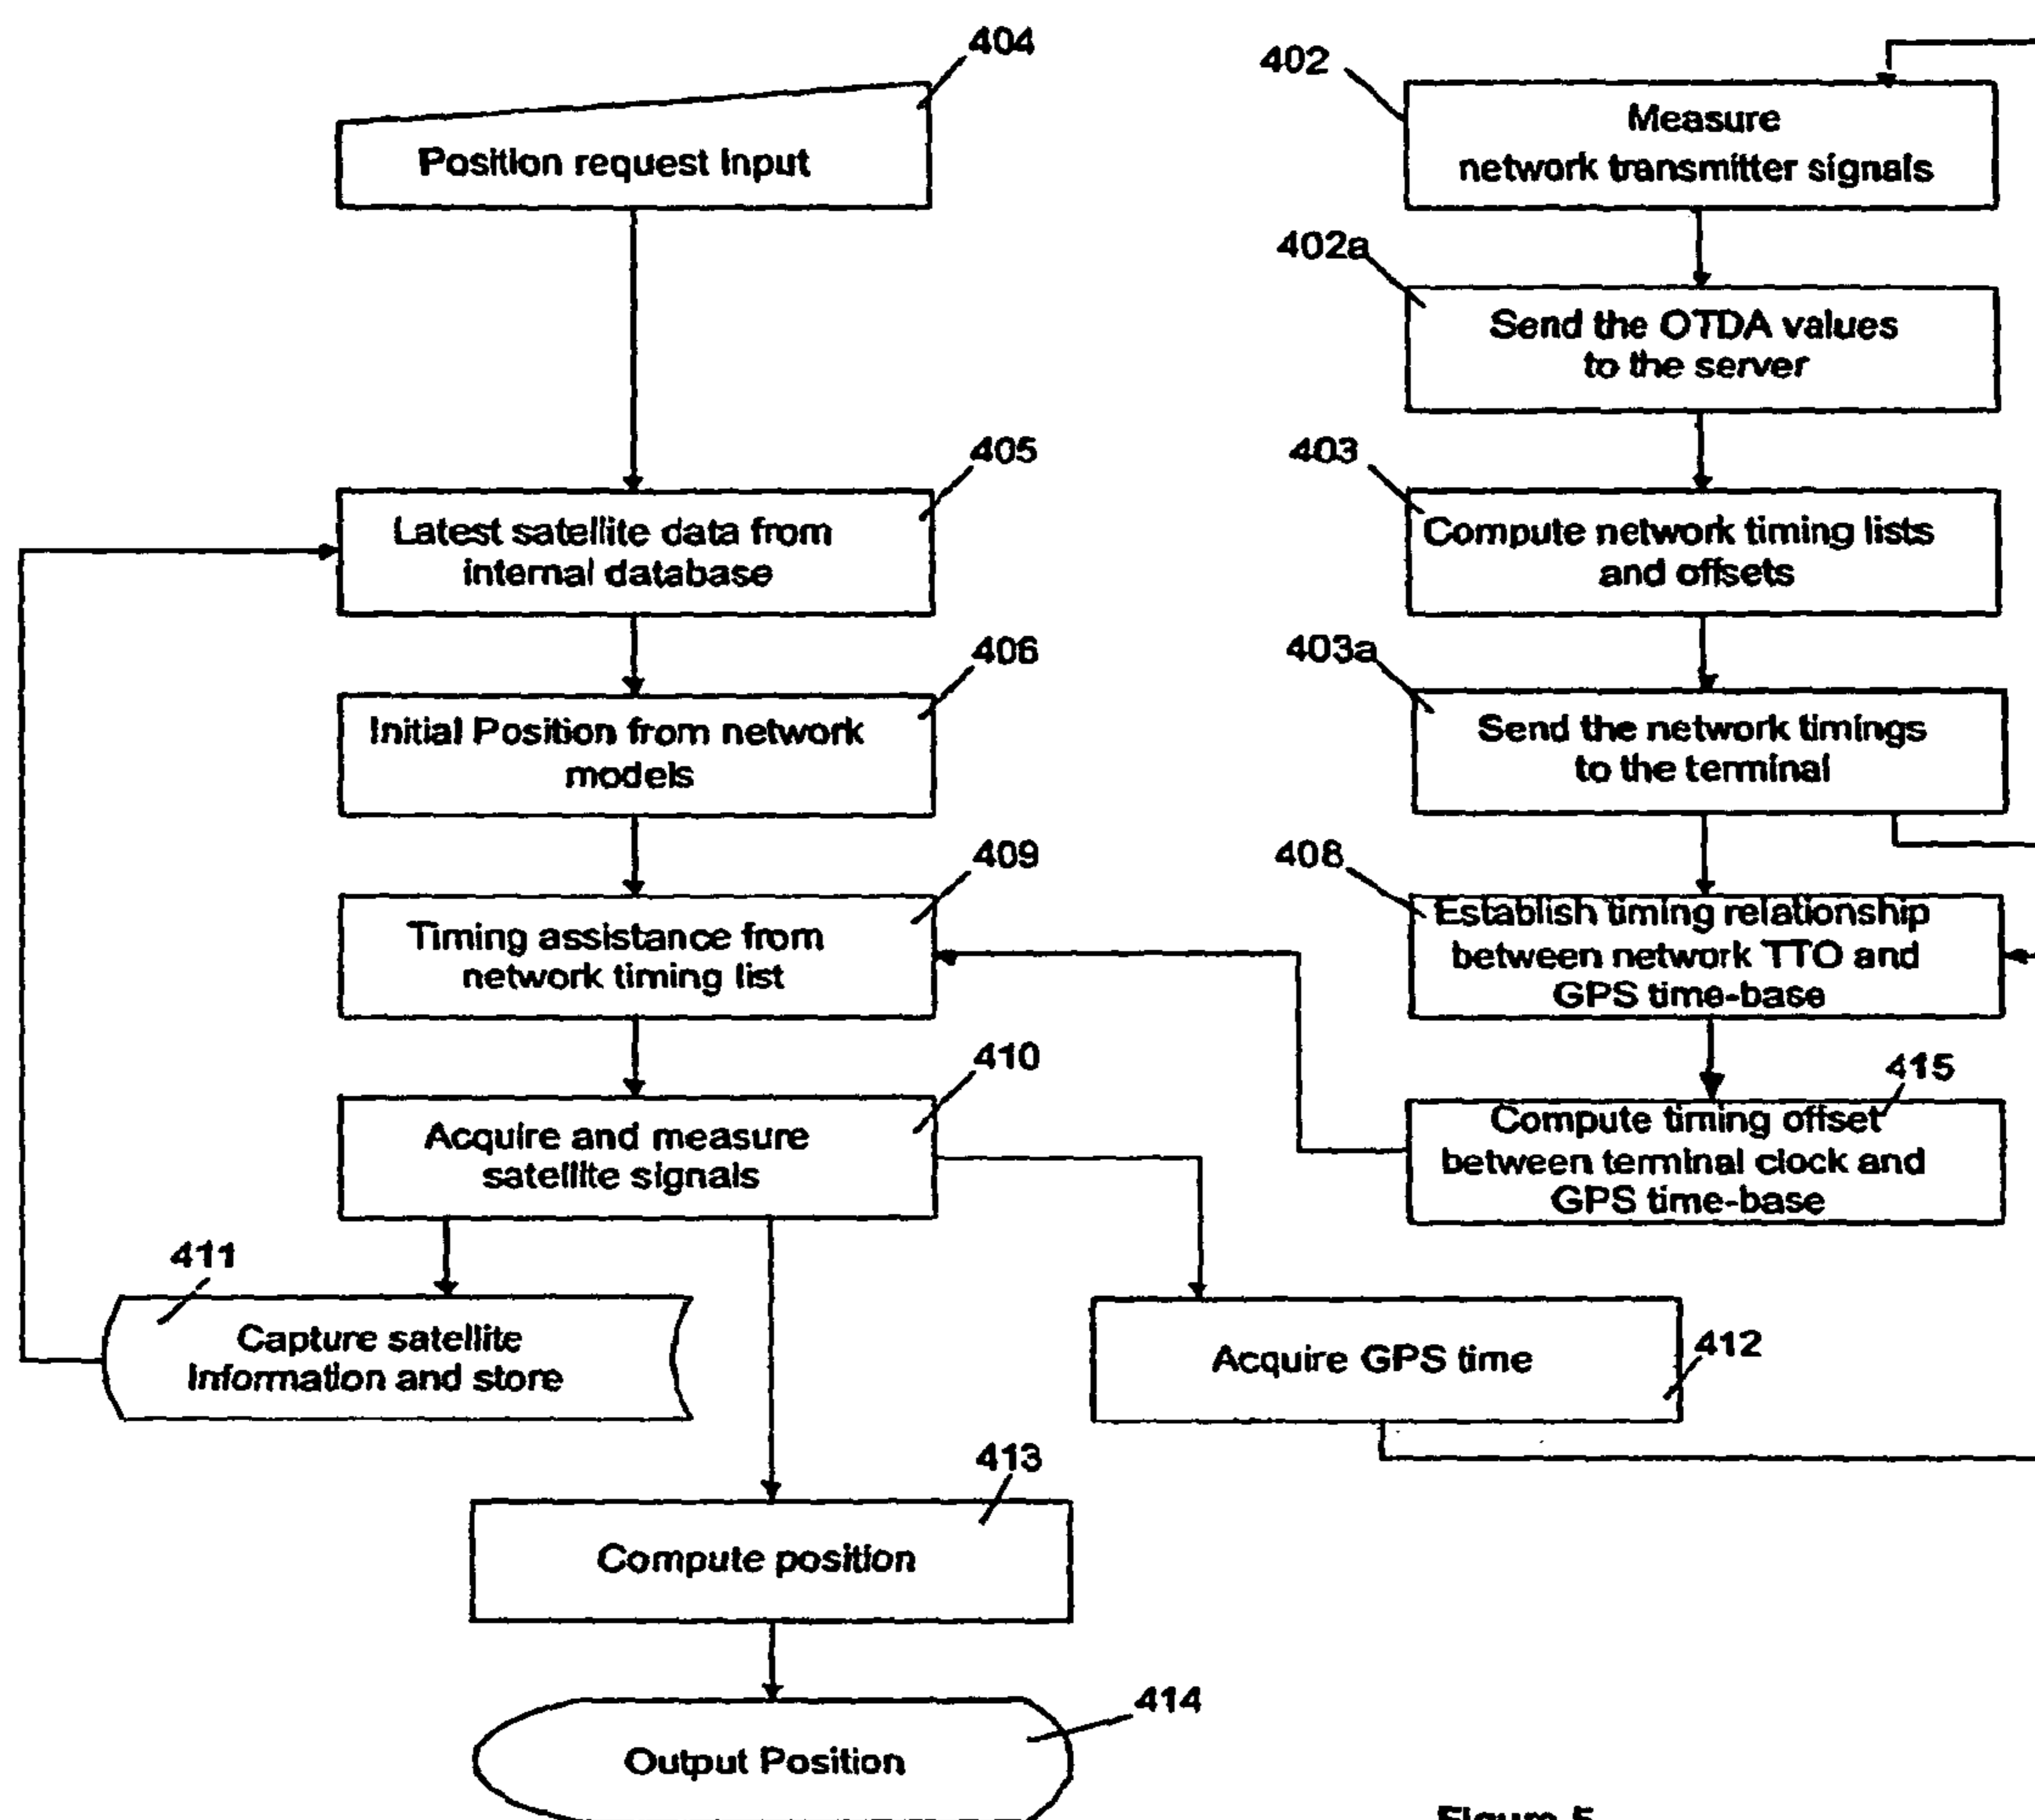 404
Position request input
405
Latest satellite data from
internal database
406
Initial Position from network
models
409
Timing assistance from
network timing list
410
Acquire and measure
satellite signals
411
Capture satellite
information and store
413
Compute position
414
Output Position
402
Measure
network transmitter signals
402a
Send the OTDA values
to the server
403
Compute network timing lists
and offsets
403a
Send the network timings
to the terminal
408
Establish timing relationship
between network TTO and
GPS time-base
415
Compute timing offset
between terminal clock and
GPS time-base
Acquire GPS time
412
Figure 5